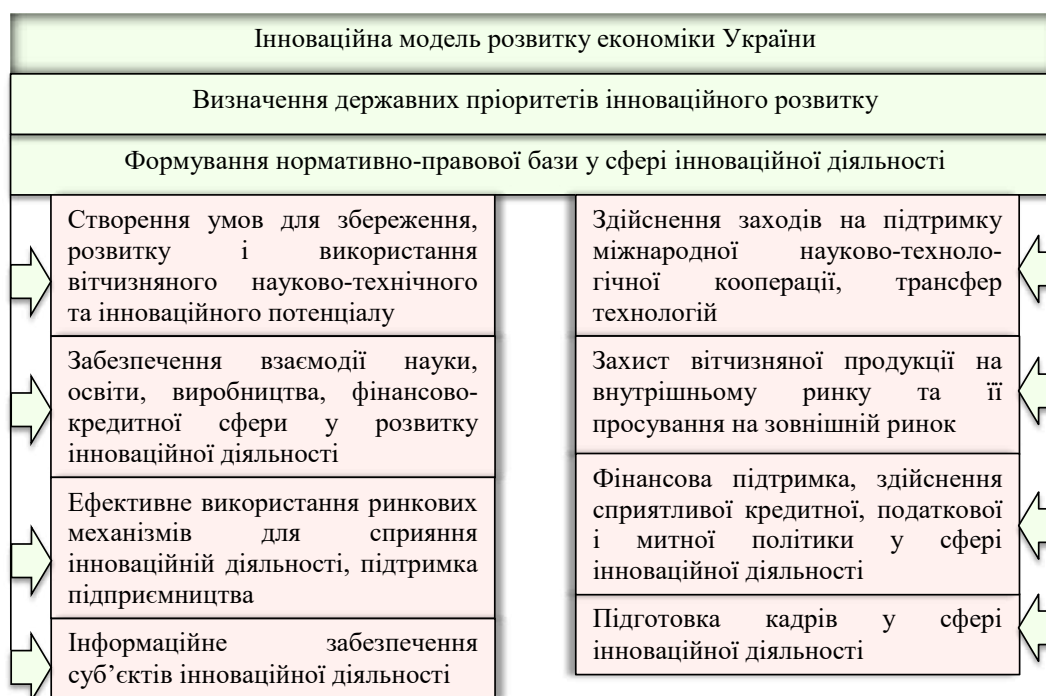 Інноваційна модель розвитку економіки України
Визначення державних пріоритетів інноваційного розвитку
Формування нормативно-правової бази у сфері інноваційної діяльності
Створення умов для збереження,
розвитку і використання
вітчизняного науково-технічного
та інноваційного потенціалу
Забезпечення взаємодії науки,
освіти, виробництва, фінансово-
кредитної сфери у розвитку
інноваційної діяльності
Ефективне використання ринкових
механізмів для сприяння
інноваційній діяльності, підтримка
підприємництва
Інформаційне забезпечення
суб’єктів інноваційної діяльності
Здійснення заходів на підтримку
міжнародної науково-техноло-
гічної кооперації, трансфер
технологій
Захист вітчизняної продукції на
внутрішньому ринку та її
просування на зовнішній ринок
Фінансова підтримка, здійснення
сприятливої кредитної, податкової
і митної політики у сфері
інноваційної діяльності
Підготовка кадрів у сфері
інноваційної діяльності